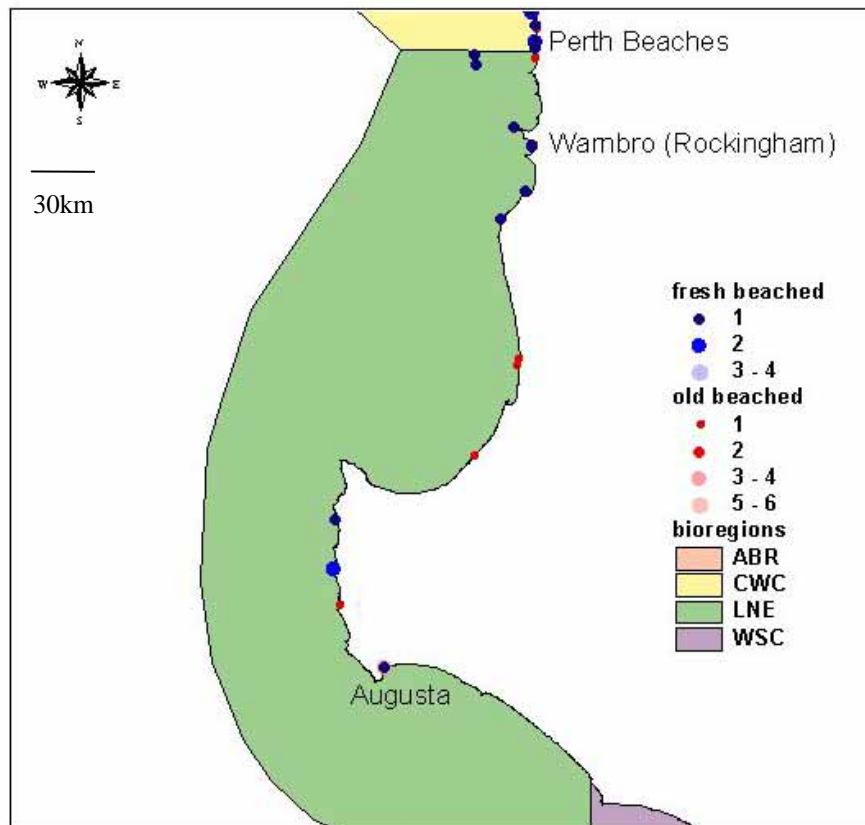 Perth Beaches
N
W E
S
Wambro (Rockingham)
30km
fresh beached
1
2
3 - 4
old beached
1
2
3 - 4
5 - 6
bioregions
ABR
CWC
LNE
WSC
Augusta